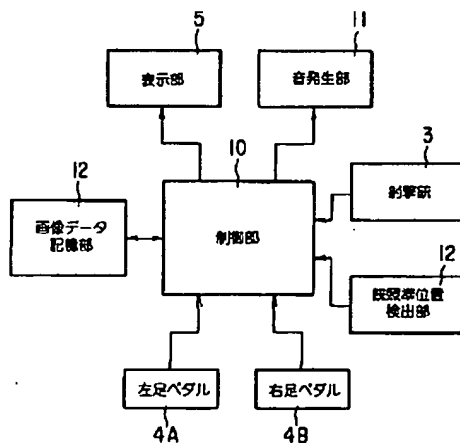 5
11
表示部
音発生部
10
3
12
射撃銃
画像データ
記憶部
制御部
12
銃照準位置
検出部
左足ペダル
右足ペダル
4A
4B